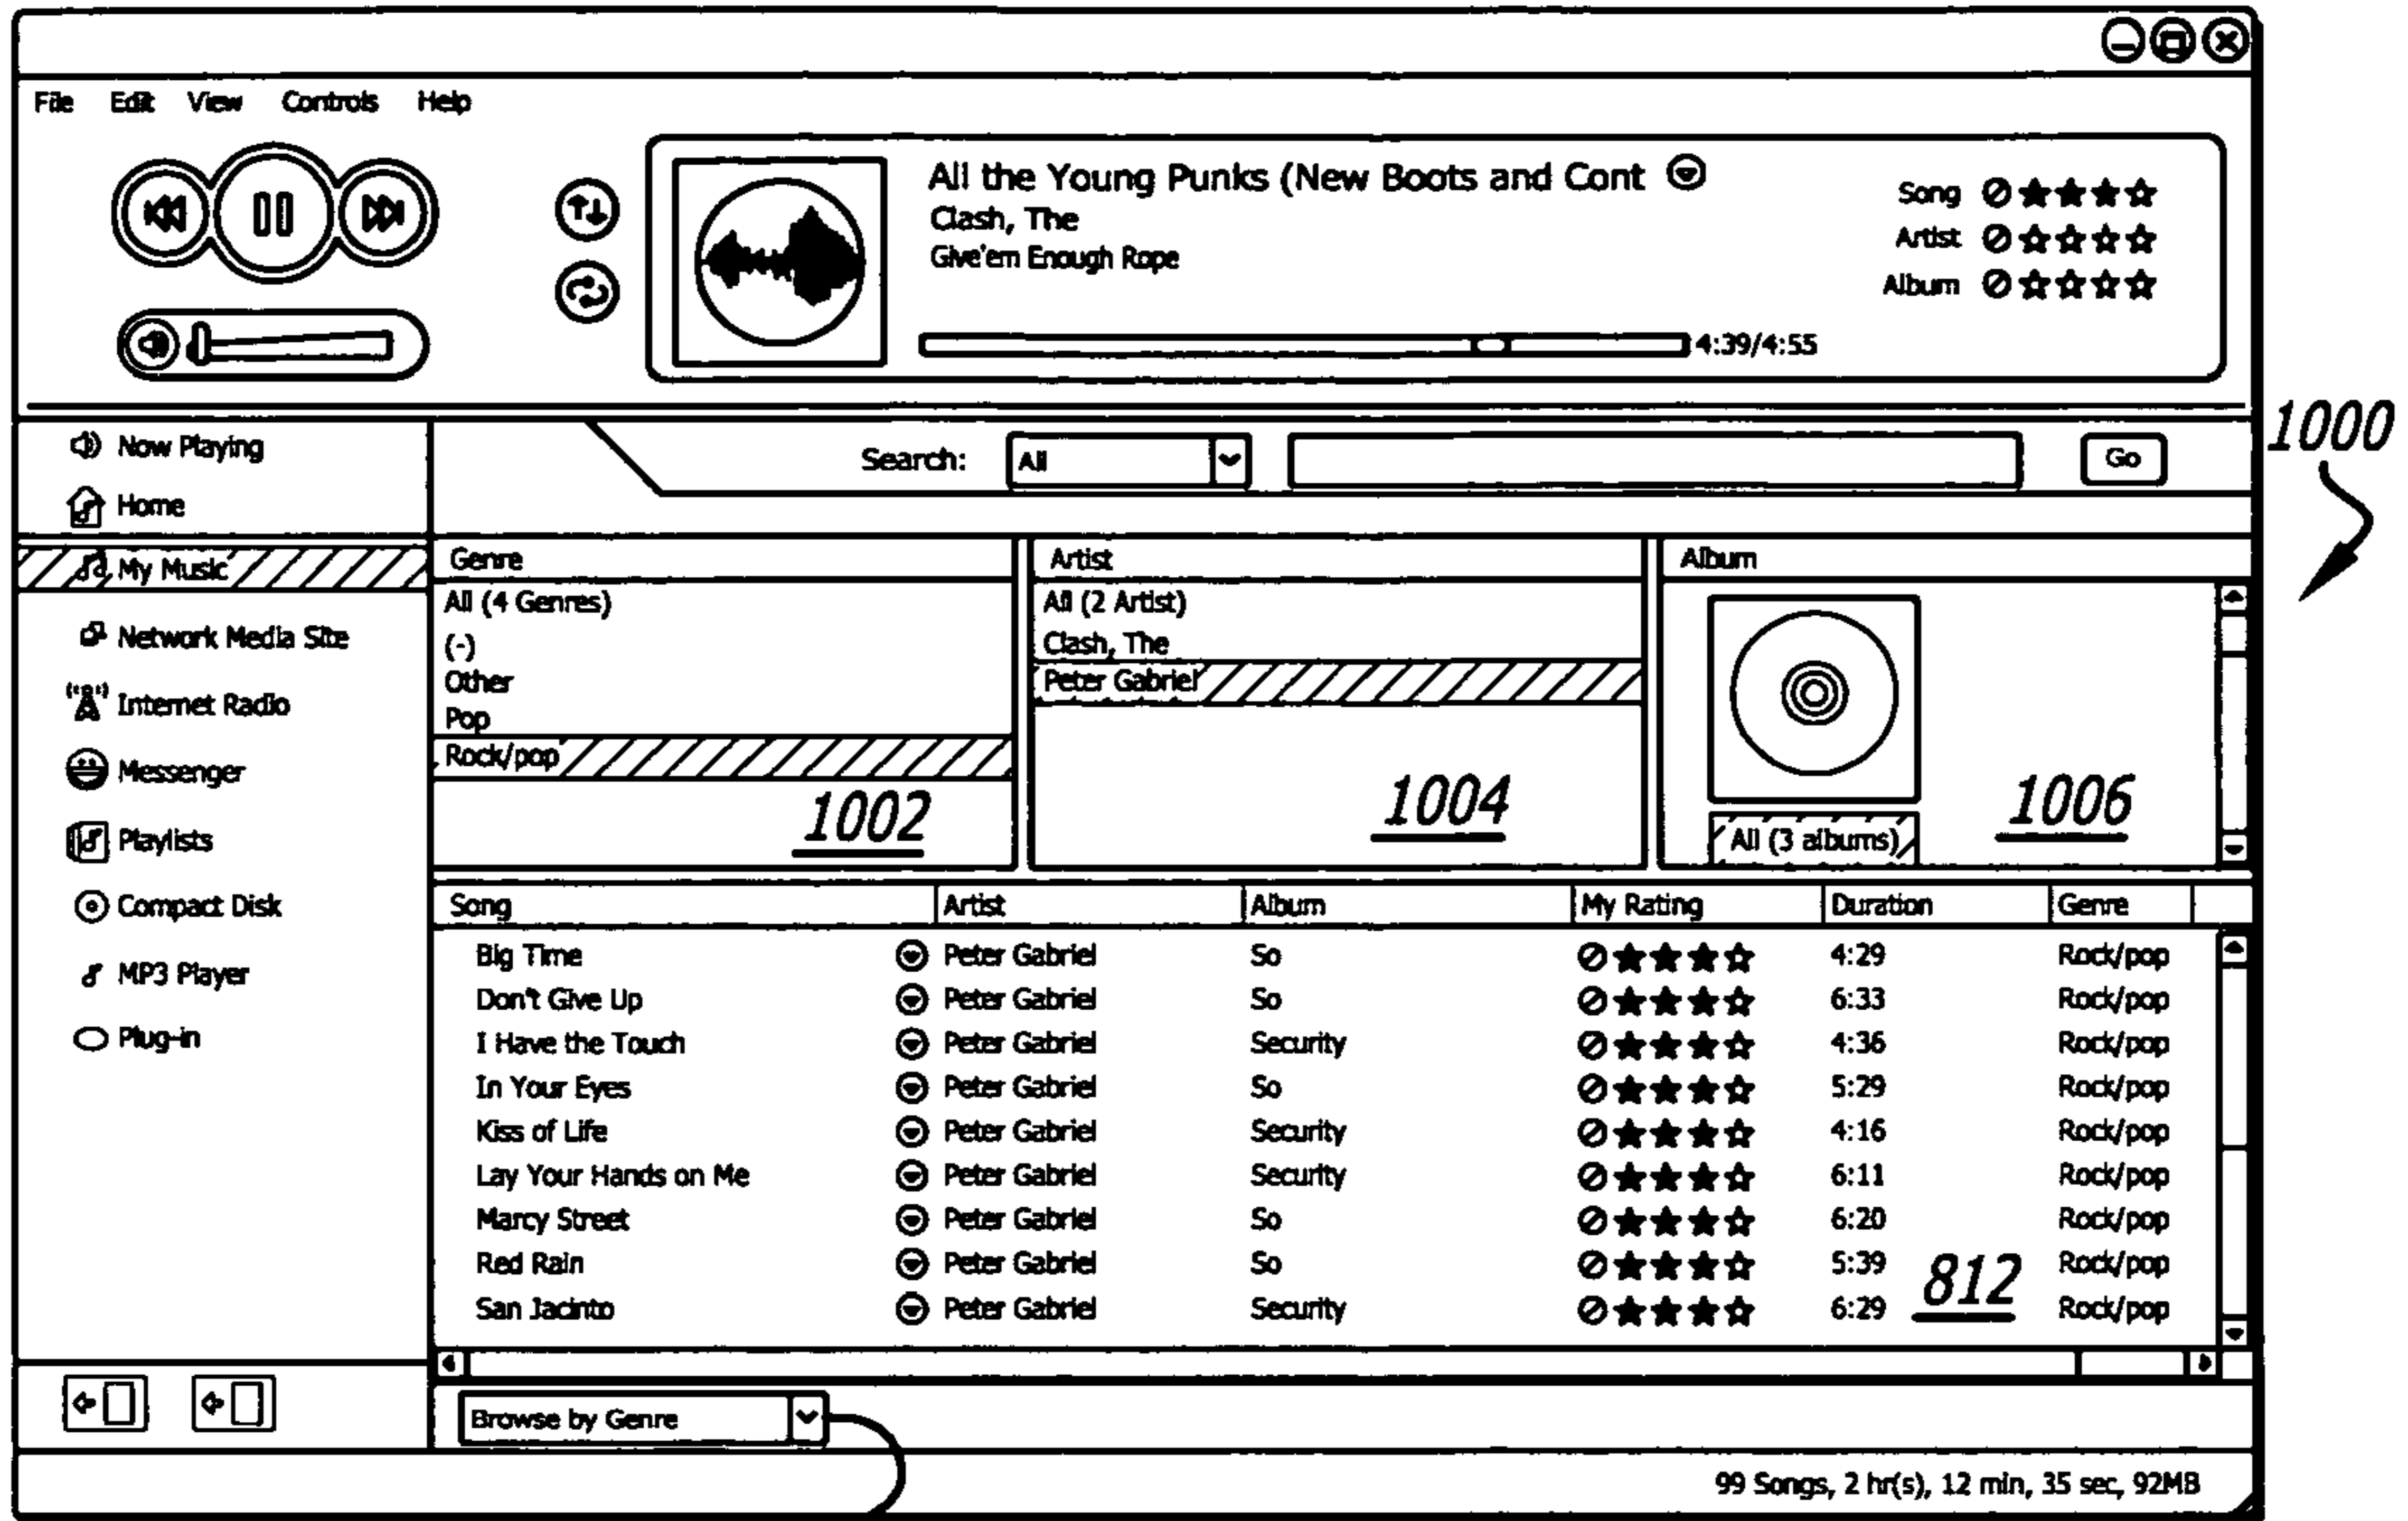 File Edit View Controls Help
All the Young Punks (New Boots and Cont
Clash, The
Give'em Enough Rope
Song
Artist
Album
4:39/4:55
1000
Now Playing
Home
My Music
Network Media Site
Internet Radio
Messenger
Playlists
Compact Disk
MP3 Player
Plug-in
Search: All Go
Genre
All (4 Genres)
(-)
Other
Pop
Rock/pop
1002
Artist
All (2 Artist)
Clash, The
Peter Gabriel
1004
Album
All (3 albums)
1006
Song Artist Album My Rating Duration Genre
Big Time Peter Gabriel So 4:29 Rock/pop
Don't Give Up Peter Gabriel So 6:33 Rock/pop
I Have the Touch Peter Gabriel Security 4:36 Rock/pop
In Your Eyes Peter Gabriel So 5:29 Rock/pop
Kiss of Life Peter Gabriel Security 4:16 Rock/pop
Lay Your Hands on Me Peter Gabriel Security 6:11 Rock/pop
Marcy Street Peter Gabriel So 6:20 Rock/pop
Red Rain Peter Gabriel So 5:39 Rock/pop
San Jacinto Peter Gabriel Security 6:29 Rock/pop
812
Browse by Genre
99 Songs, 2 hr(s), 12 min, 35 sec, 92MB